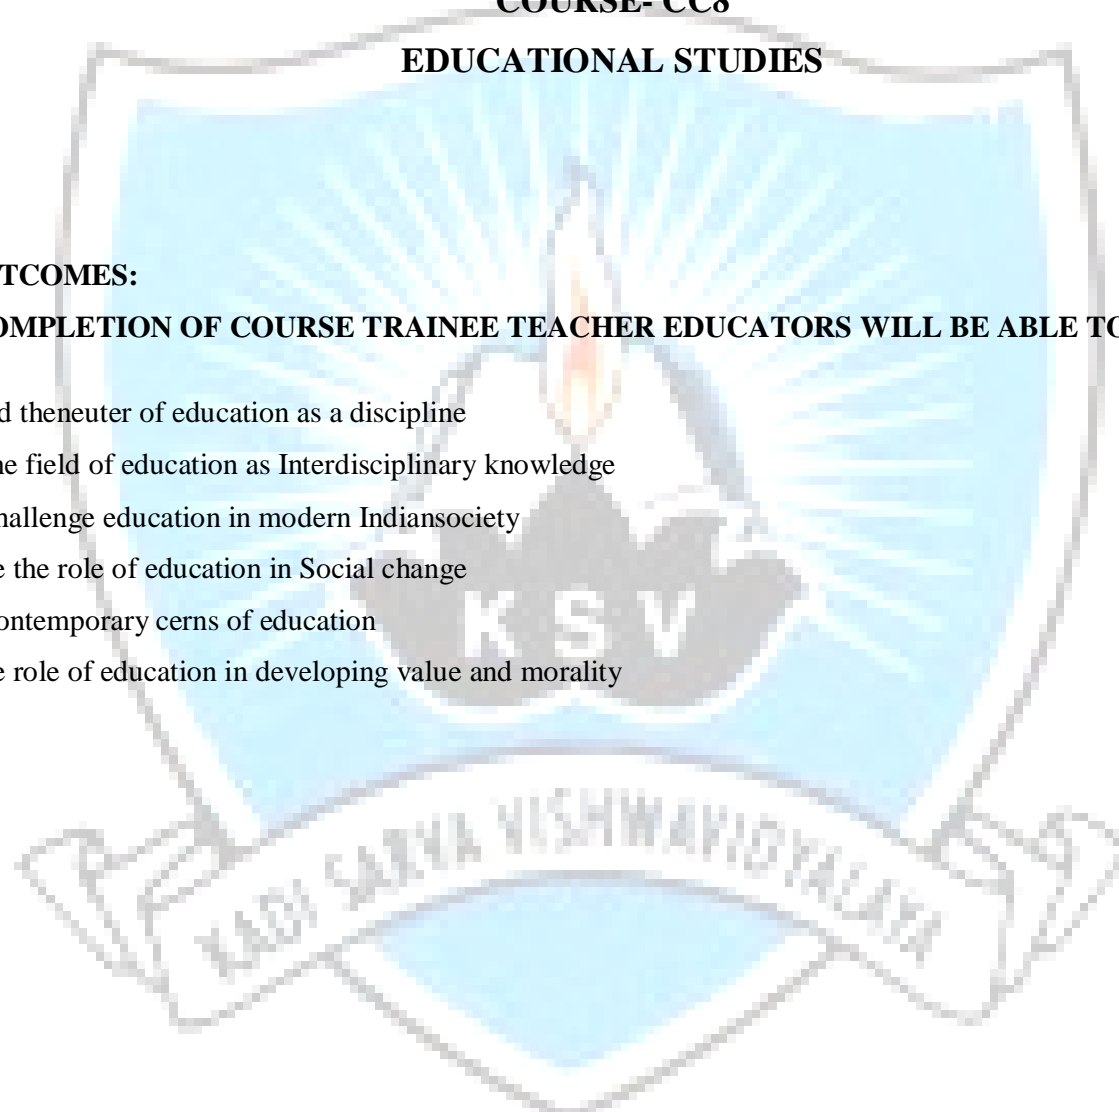 COURSE- CC8
EDUCATIONAL STUDIES
TCOMES:
OMPLETION OF COURSE TRAINEE TEACHER EDUCATORS WILL BE ABLE TO
d theneuter of education as a discipline
ne field of education as Interdisciplinary knowledge
hallenge education in modern Indiansociety
e the role of education in Social change
ontemporary cerns of education
e role of education in developing value and morality
KSV
KADI SARVA VISHWAVIDYALAYA